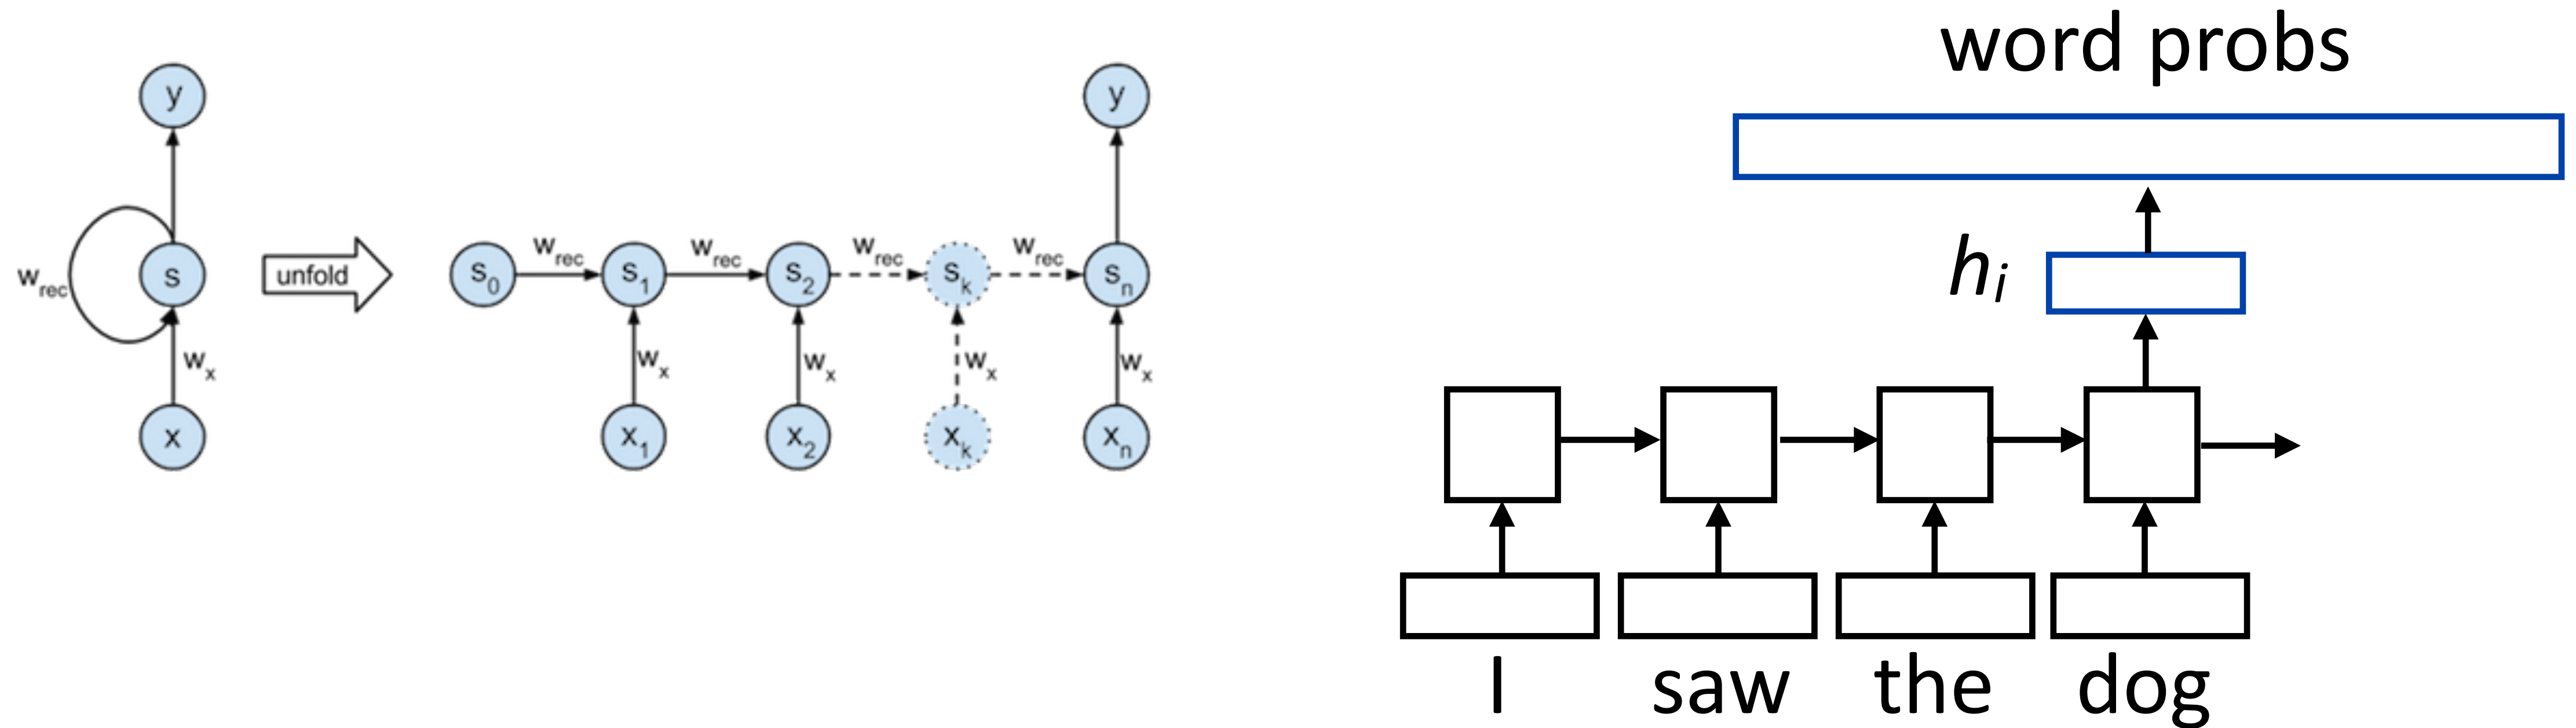 y
w_rec
s
w_x
x
unfold
y
s_0 w_rec s_1 w_rec s_2 w_rec s_k w_rec s_n
w_x w_x w_x w_x
x_1 x_2 x_k x_n
word probs
h_i
I saw the dog